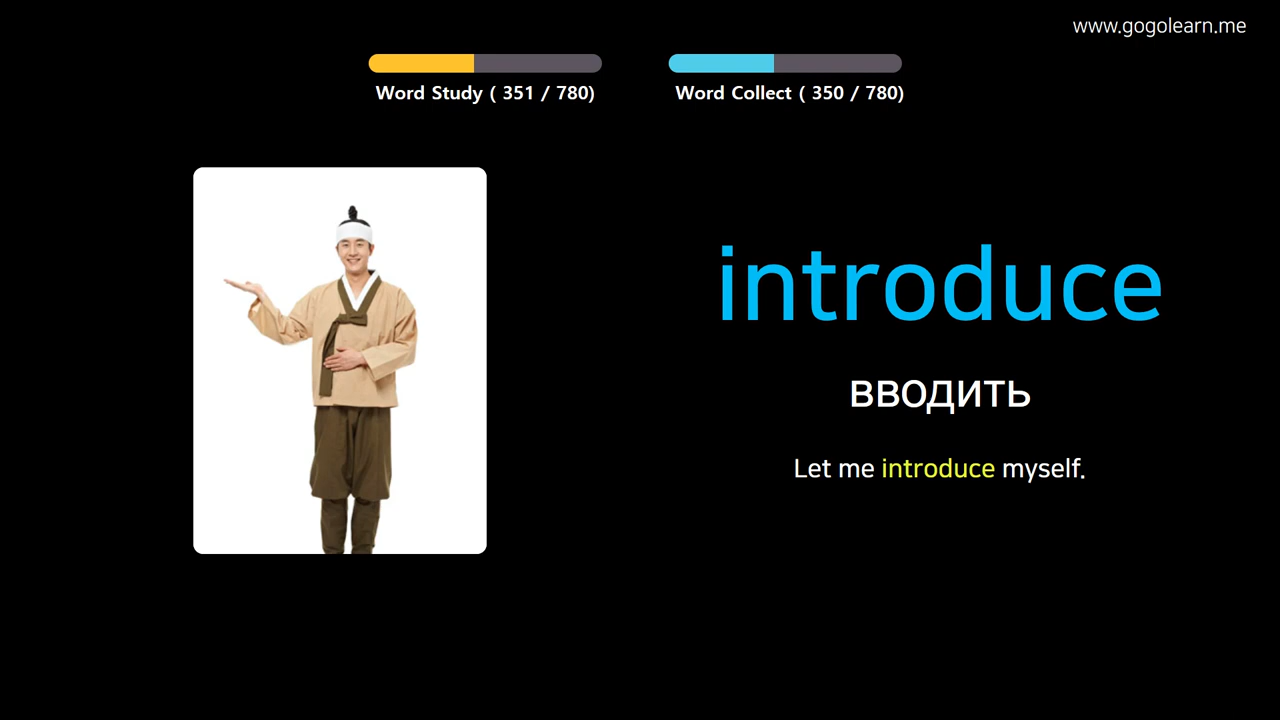 www.gogolearn.me
Word Study ( 351 / 780)
Word Collect ( 350 / 780)
introduce
вводить
Let me introduce myself.